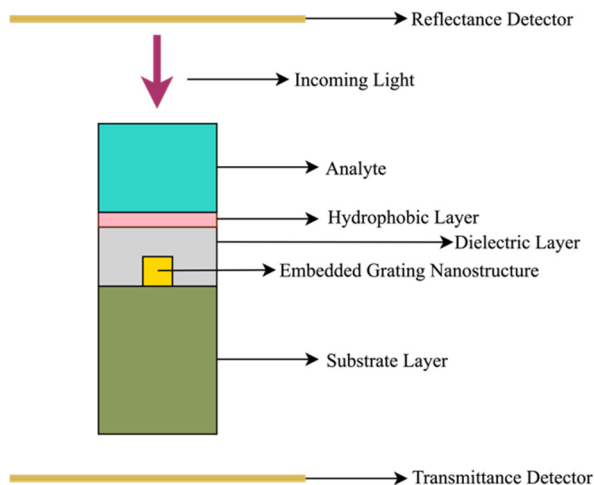 Reflectance Detector
Incoming Light
Analyte
Hydrophobic Layer
Dielectric Layer
Embedded Grating Nanostructure
Substrate Layer
Transmittance Detector